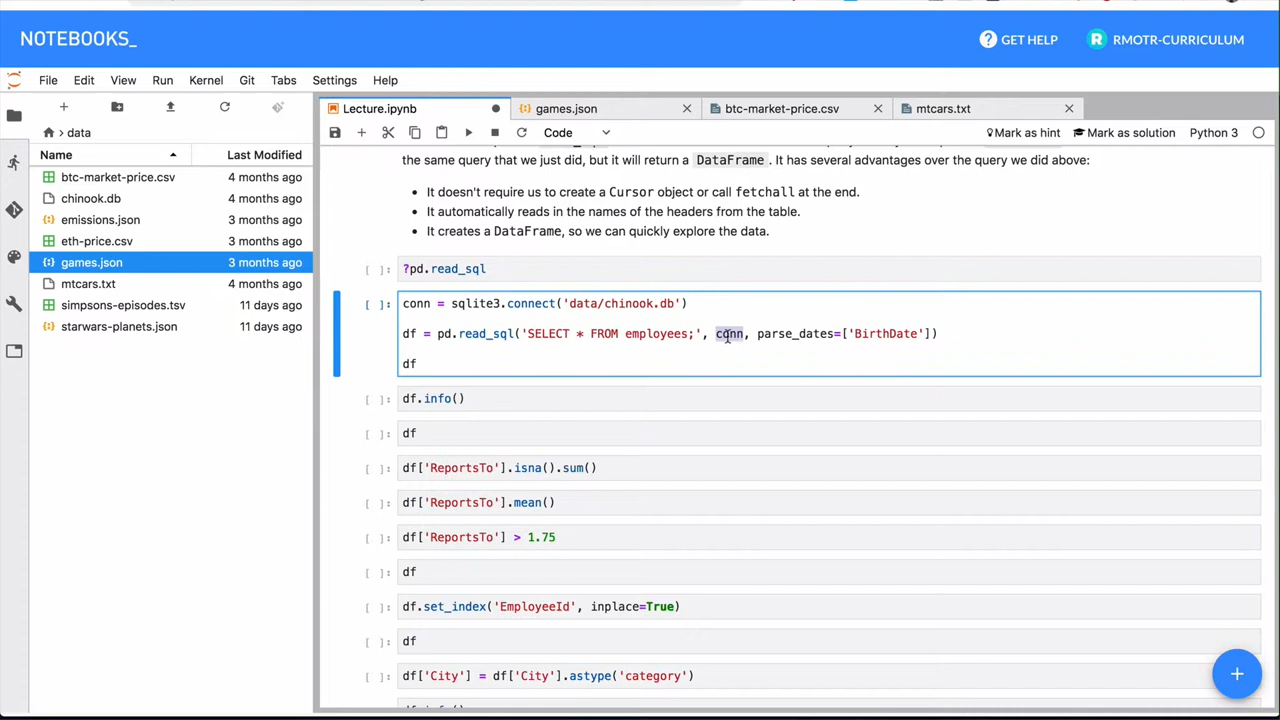 NOTEBOOKS_
GET HELP
R RMOTR-CURRICULUM
File Edit View Run Kernel Git Tabs Settings Help
data
Name Last Modified
btc-market-price.csv 4 months ago
chinook.db 4 months ago
emissions.json 3 months ago
eth-price.csv 3 months ago
games.json 3 months ago
mtcars.txt 4 months ago
simpsons-episodes.tsv 11 days ago
starwars-planets.json 11 days ago
Lecture.ipynb
games.json
btc-market-price.csv
mtcars.txt
Code
Mark as hint
Mark as solution
Python 3
the same query that we just did, but it will return a DataFrame . It has several advantages over the query we did above:
• It doesn't require us to create a Cursor object or call fetchall at the end.
• It automatically reads in the names of the headers from the table.
• It creates a DataFrame, so we can quickly explore the data.
[ ]: ?pd.read_sql
[ ]: conn = sqlite3.connect('data/chinook.db')
df = pd.read_sql('SELECT * FROM employees;', conn, parse_dates=['BirthDate'])
df
[ ]: df.info()
[ ]: df
[ ]: df['ReportsTo'].isna().sum()
[ ]: df['ReportsTo'].mean()
[ ]: df['ReportsTo'] > 1.75
[ ]: df
[ ]: df.set_index('EmployeeId', inplace=True)
[ ]: df
[ ]: df['City'] = df['City'].astype('category')